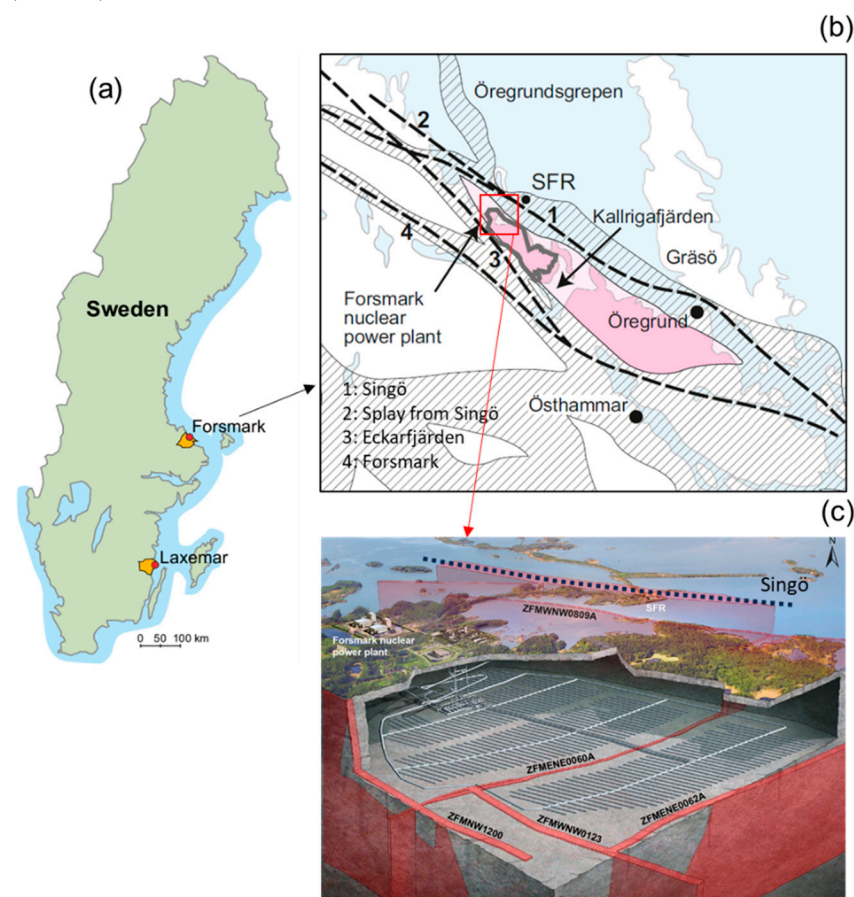 (a)
Sweden
Forsmark
Laxemar
0 50 100 km
(b)
Öregrundsgrepen
2
SFR
1
Kallrigafjärden
4
3
Gräsö
Forsmark
nuclear
power plant
Öregrund
1: Singö
2: Splay from Singö
3: Eckarfjärden
4: Forsmark
Östhammar
(c)
N
Singö
ZFMWNW0809A
SFR
Forsmark nuclear
power plant
ZFMENE0060A
ZFMENE0062A
ZFMNW1200
ZFMWNW0123